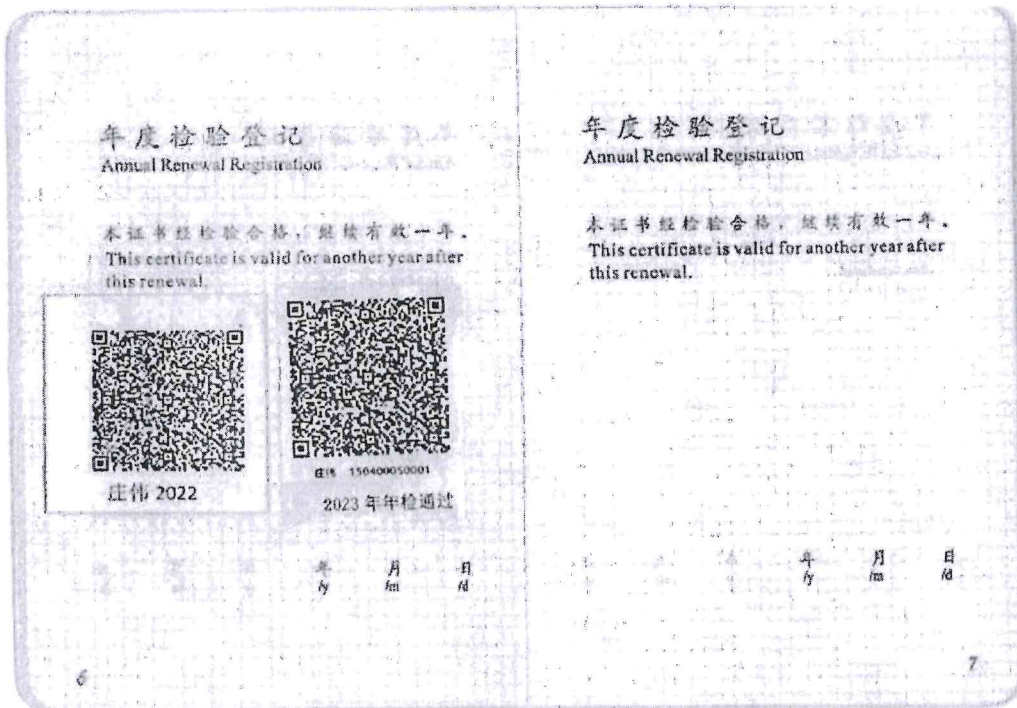 年度检验登记
Annual Renewal Registration
本证书经检验合格，继续有效一年。
This certificate is valid for another year after
this renewal.
庄伟 2022
庄伟 150400050001
2023 年年检通过
年 月 日
/y /m /d
6
年度检验登记
Annual Renewal Registration
本证书经检验合格，继续有效一年。
This certificate is valid for another year after
this renewal.
年 月 日
/y /m /d
7